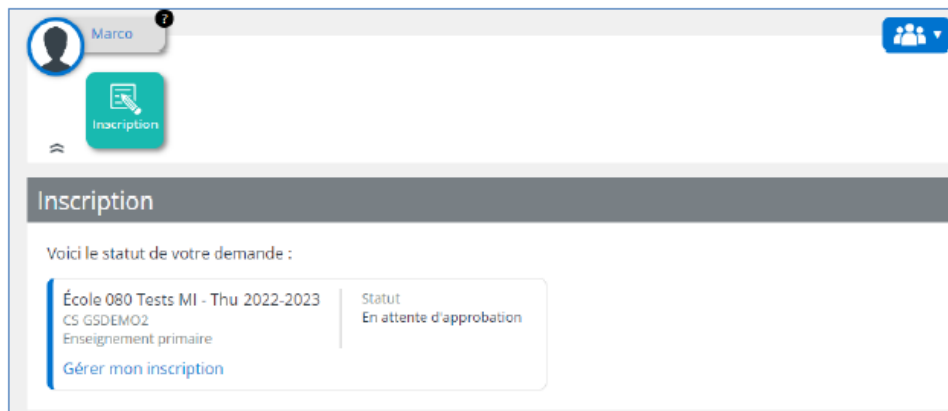 ?
Marco
Inscription
Inscription
Voici le statut de votre demande :
École 080 Tests MI - Thu 2022-2023
CS GSDEMO2
Enseignement primaire
Gérer mon inscription
Statut
En attente d'approbation